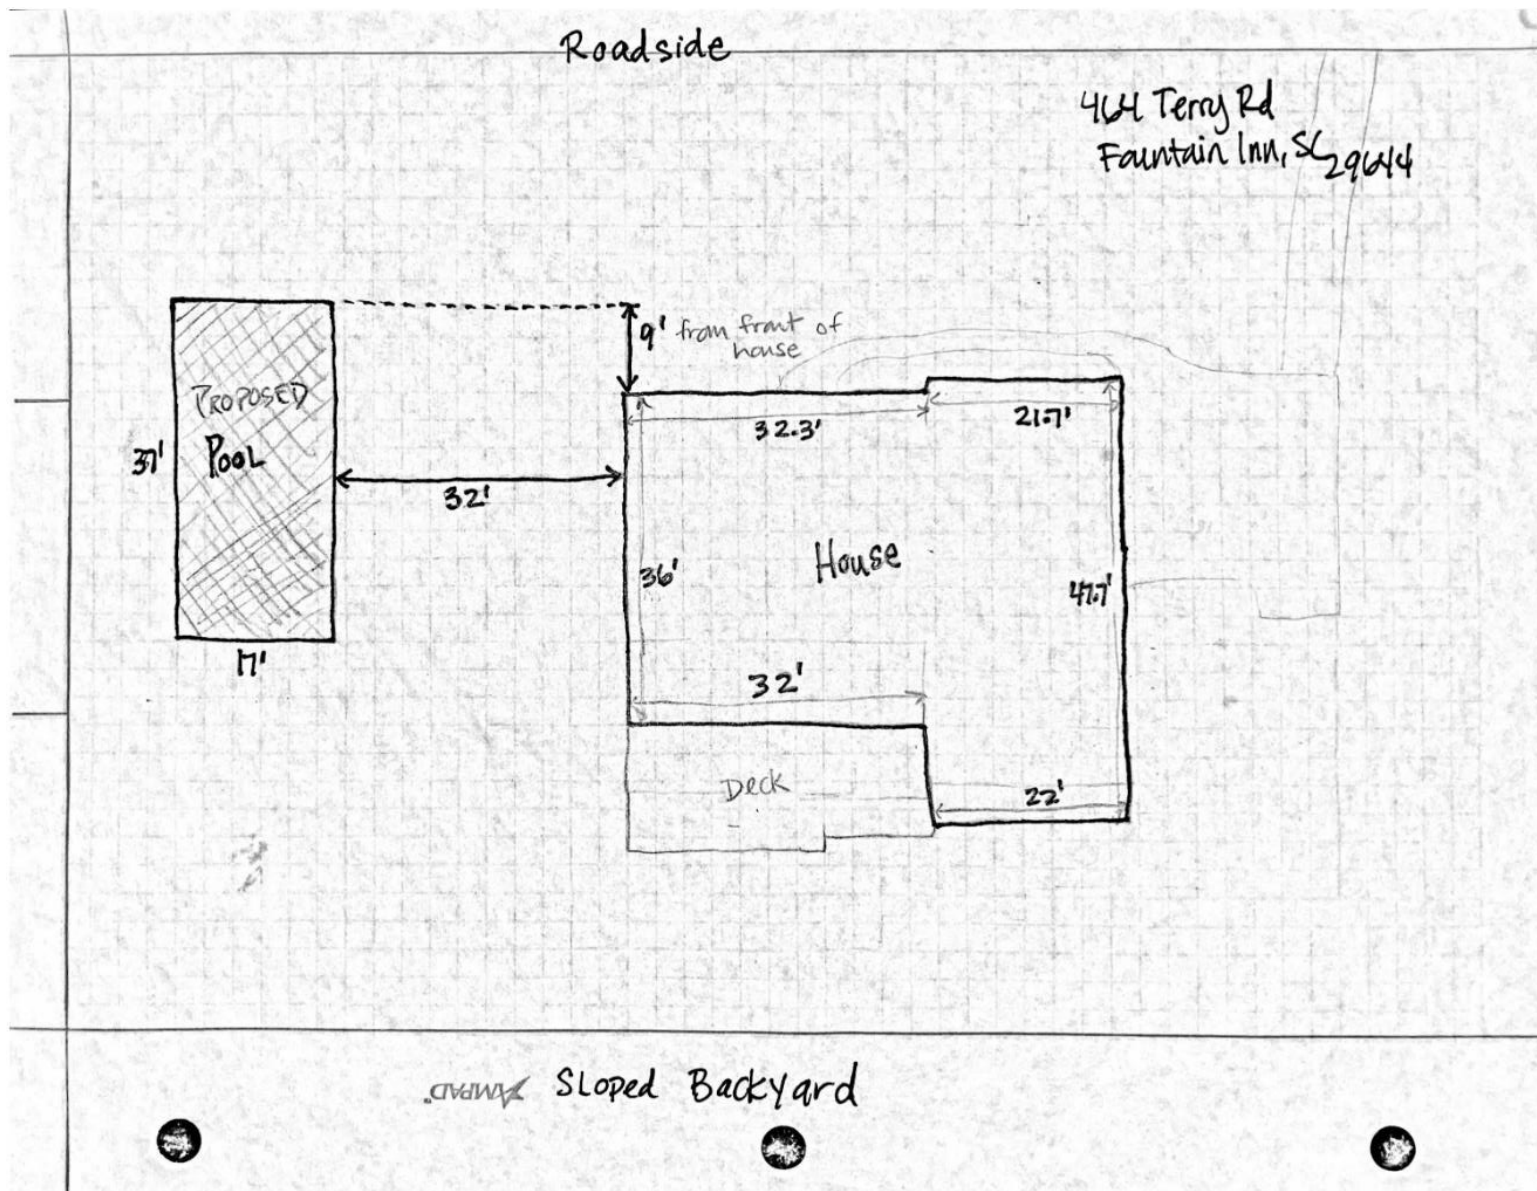 Roadside
464 Terry Rd
Fountain Inn, SC 29644
9' from front of
house
PROPOSED
POOL
37'
17'
32'
32.3'
21.7'
36'
House
47.7'
32'
Deck
22'
AMPAD
Sloped Backyard